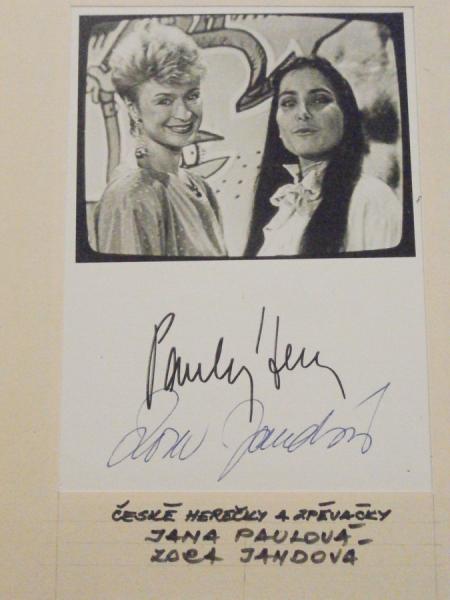 Paulová Jana
Zora Jandová
ČESKÉ HEREČKY A ZPĚVAČKY
JANA PAULOVÁ -
ZORA JANDOVÁ